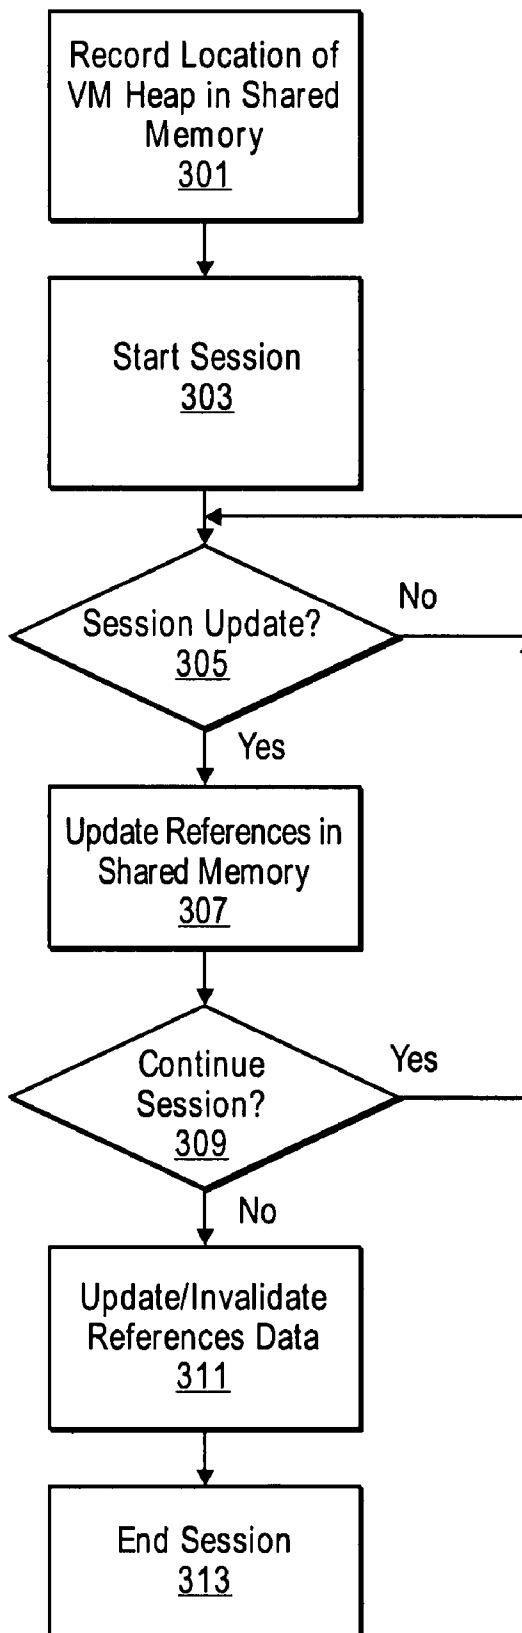 Record Location of
VM Heap in Shared
Memory
301
Start Session
303
No
Session Update?
305
Yes
Update References in
Shared Memory
307
Continue
Session?
309
Yes
No
Update/Invalidate
References Data
311
End Session
313